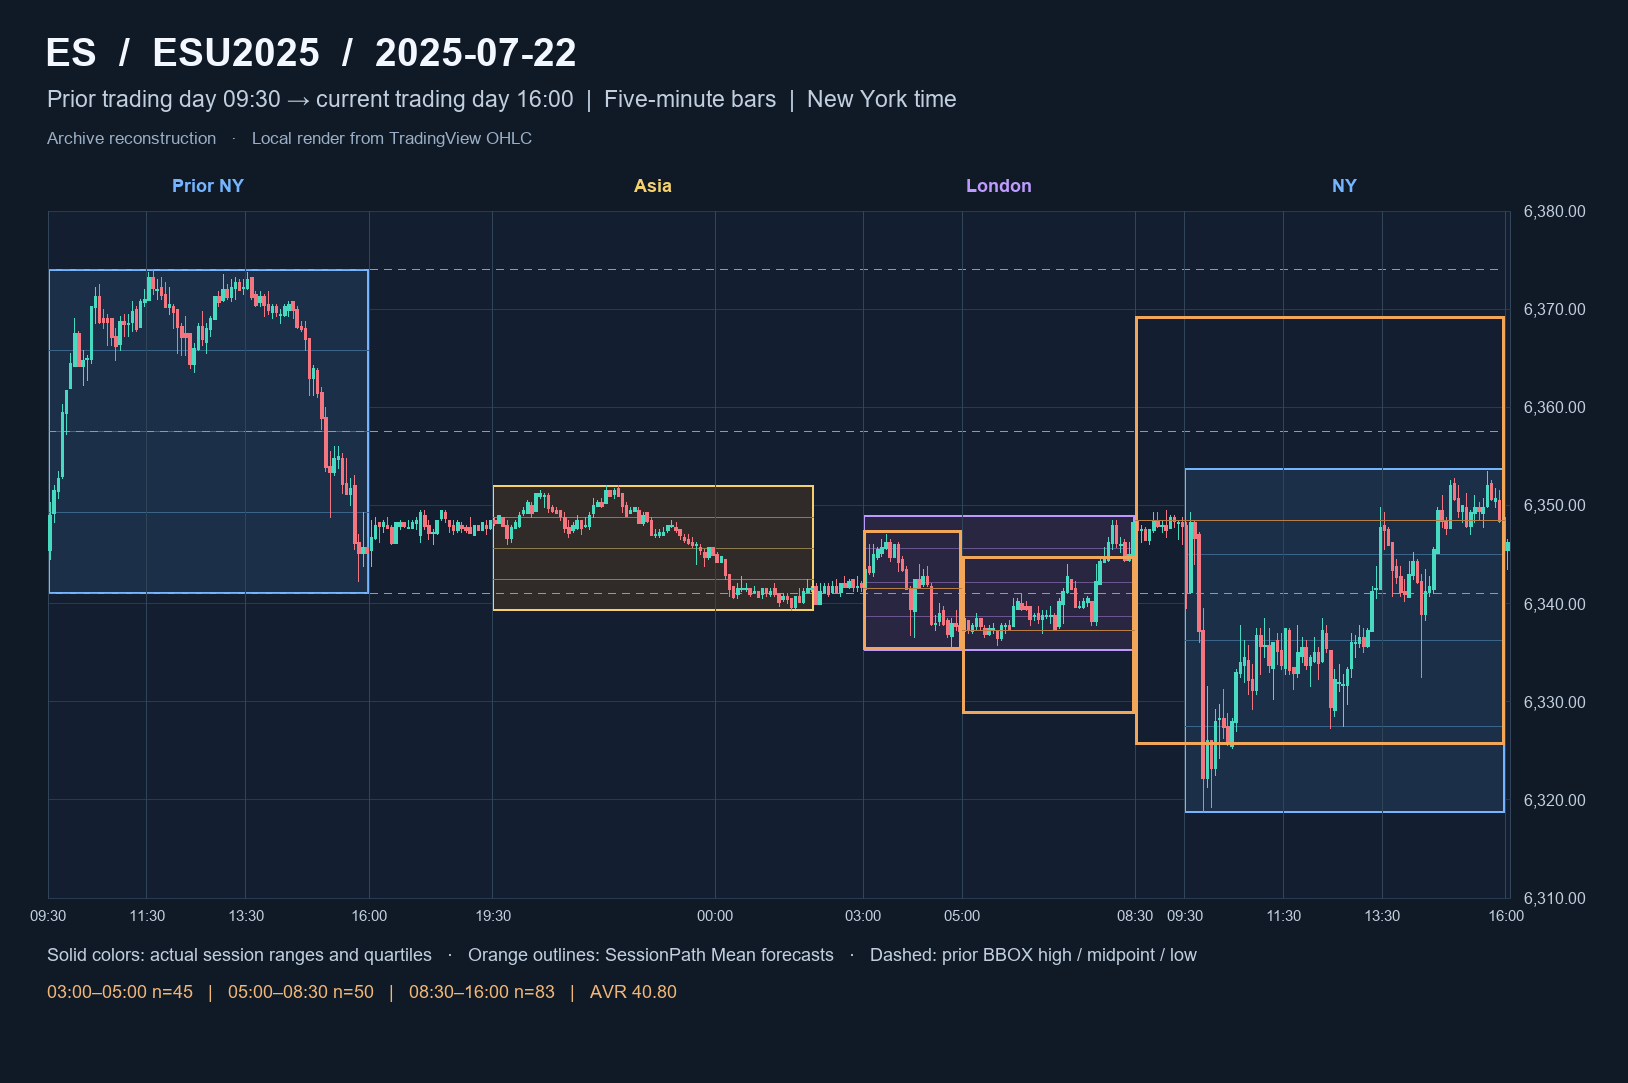 ES / ESU2025 / 2025-07-22
Prior trading day 09:30 → current trading day 16:00 | Five-minute bars | New York time
Archive reconstruction · Local render from TradingView OHLC
Prior NY Asia London NY
6,380.00
6,370.00
6,360.00
6,350.00
6,340.00
6,330.00
6,320.00
6,310.00
09:30 11:30 13:30 16:00 19:30 00:00 03:00 05:00 08:30 09:30 11:30 13:30 16:00
Solid colors: actual session ranges and quartiles · Orange outlines: SessionPath Mean forecasts · Dashed: prior BBOX high / midpoint / low
03:00–05:00 n=45 | 05:00–08:30 n=50 | 08:30–16:00 n=83 | AVR 40.80